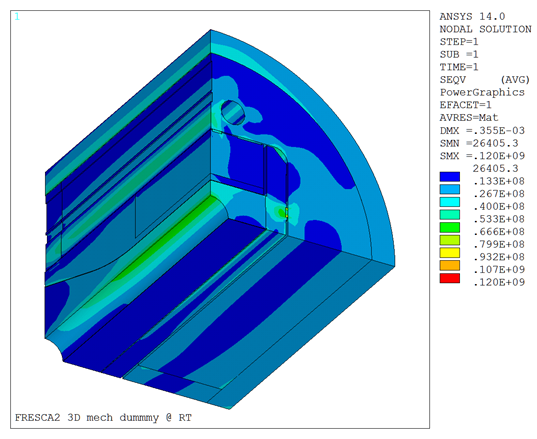 1
ANSYS 14.0
NODAL SOLUTION
STEP=1
SUB =1
TIME=1
SEQV (AVG)
PowerGraphics
EFACET=1
AVRES=Mat
DMX =.355E-03
SMN =26405.3
SMX =.120E+09
26405.3
.133E+08
.267E+08
.400E+08
.533E+08
.666E+08
.799E+08
.932E+08
.107E+09
.120E+09
FRESCA2 3D mech dummmy @ RT